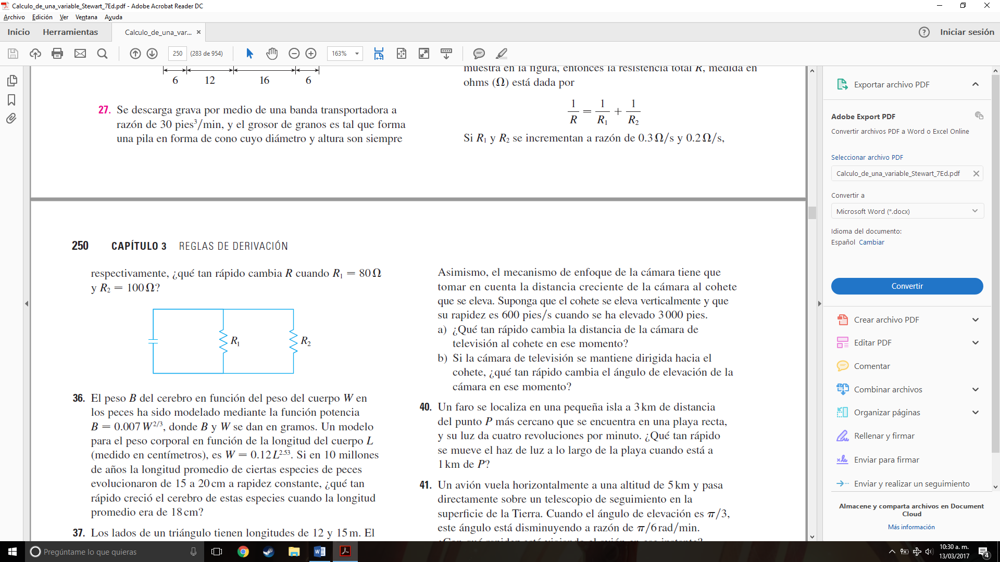 Calculo_de_una_variable_Stewart_7Ed.pdf - Adobe Acrobat Reader DC
Archivo Edición Ver Ventana Ayuda
Inicio Herramientas Calculo_de_una_var... × ? Iniciar sesión
250 (283 de 954) 163%
6 12 16 6
27. Se descarga grava por medio de una banda transportadora a
razón de 30 pies³/min, y el grosor de granos es tal que forma
una pila en forma de cono cuyo diámetro y altura son siempre
muestra en la figura, entonces la resistencia total R, medida en
ohms (Ω) está dada por
1/R = 1/R₁ + 1/R₂
Si R₁ y R₂ se incrementan a razón de 0.3 Ω/s y 0.2 Ω/s,
250 CAPÍTULO 3 REGLAS DE DERIVACIÓN
respectivamente, ¿qué tan rápido cambia R cuando R₁ = 80 Ω
y R₂ = 100 Ω?
R₁ R₂
36. El peso B del cerebro en función del peso del cuerpo W en
los peces ha sido modelado mediante la función potencia
B = 0.007 W^2/3, donde B y W se dan en gramos. Un modelo
para el peso corporal en función de la longitud del cuerpo L
(medido en centímetros), es W = 0.12 L^2.53. Si en 10 millones
de años la longitud promedio de ciertas especies de peces
evolucionaron de 15 a 20 cm a rapidez constante, ¿qué tan
rápido creció el cerebro de estas especies cuando la longitud
promedio era de 18 cm?
37. Los lados de un triángulo tienen longitudes de 12 y 15 m. El
Asimismo, el mecanismo de enfoque de la cámara tiene que
tomar en cuenta la distancia creciente de la cámara al cohete
que se eleva. Suponga que el cohete se eleva verticalmente y que
su rapidez es 600 pies/s cuando se ha elevado 3 000 pies.
a) ¿Qué tan rápido cambia la distancia de la cámara de
televisión al cohete en ese momento?
b) Si la cámara de televisión se mantiene dirigida hacia el
cohete, ¿qué tan rápido cambia el ángulo de elevación de la
cámara en ese momento?
40. Un faro se localiza en una pequeña isla a 3 km de distancia
del punto P más cercano que se encuentra en una playa recta,
y su luz da cuatro revoluciones por minuto. ¿Qué tan rápido
se mueve el haz de luz a lo largo de la playa cuando está a
1 km de P?
41. Un avión vuela horizontalmente a una altitud de 5 km y pasa
directamente sobre un telescopio de seguimiento en la
superficie de la Tierra. Cuando el ángulo de elevación es π/3,
este ángulo está disminuyendo a razón de π/6 rad/min.
Exportar archivo PDF
Adobe Export PDF
Convertir archivos PDF a Word o Excel Online
Seleccionar archivo PDF
Calculo_de_una_variable_Stewart_7Ed.pdf
Convertir a
Microsoft Word (*.docx)
Idioma del documento:
Español Cambiar
Convertir
Crear archivo PDF
Editar PDF
Comentar
Combinar archivos
Organizar páginas
Rellenar y firmar
Enviar para firmar
Enviar y realizar un seguimiento
Almacene y comparta archivos en Document
Cloud
Más información
Pregúntame lo que quieras
10:30 a. m.
13/03/2017
4